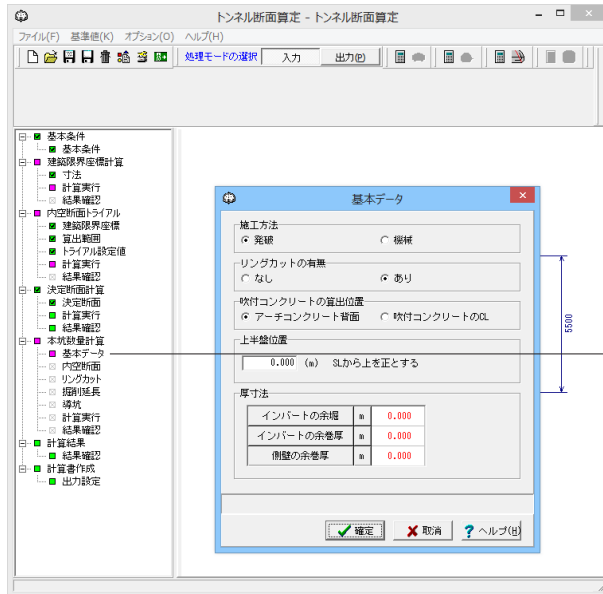 トンネル断面算定 - トンネル断面算定
ファイル(F) 基準値(K) オプション(O) ヘルプ(H)
処理モードの選択 入力 出力(P)
基本条件
基本条件
建築限界座標計算
寸法
計算実行
結果確認
内空断面トライアル
建築限界座標
算出範囲
トライアル設定値
計算実行
結果確認
決定断面計算
決定断面
計算実行
結果確認
本坑数量計算
基本データ
内空断面
リングカット
掘削延長
導坑
計算実行
結果確認
計算結果
結果確認
計算書作成
出力設定
基本データ
施工方法
発破 機械
リングカットの有無
なし あり
吹付コンクリートの算出位置
アーチコンクリート背面 吹付コンクリートのCL
上半盤位置
0.000 (m) SLから上を正とする
厚寸法
インバートの余堀 m 0.000
インバートの余巻厚 m 0.000
側壁の余巻厚 m 0.000
確定 取消 ヘルプ(H)
5500